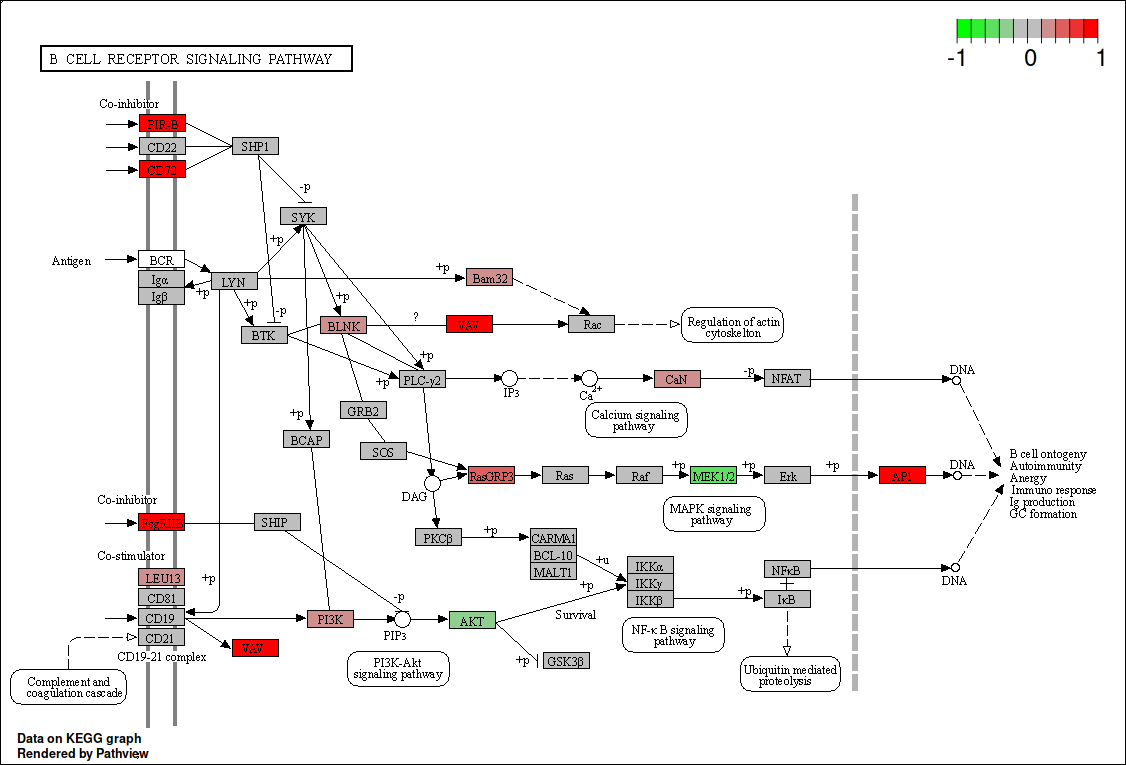 -1 0 1
B CELL RECEPTOR SIGNALING PATHWAY
Co-inhibitor
PIR-B
CD22
SHP1
CD72
-p
SYK
+p
Antigen
BCR
Igα
Igβ
LYN
+p
+p
Bam32
+p
-p
+p
BTK
BLNK
?
VAV
Rac
Regulation of actin
cytoskelton
+p
+p
PLC-γ2
IP3
Ca2+
CaN
-p
NFAT
DNA
Calcium signaling
pathway
GRB2
+p
BCAP
SOS
DAG
RasGRP3
Ras
Raf
+p
MEK1/2
+p
Erk
+p
AP1
DNA
B cell ontogeny
Autoimmunity
Anergy
Immuno response
Ig production
GC formation
MAPK signaling
pathway
Co-inhibitor
FcgRIIB
SHIP
PKCβ
+p
CARMA1
BCL-10
MALT1
+u
+p
IKKα
IKKγ
IKKβ
+p
NFκB
IκB
DNA
Co-stimulator
LEU13
+p
CD81
CD19
CD21
CD19-21 complex
VAV
PI3K
-p
PIP3
AKT
Survival
+p
GSK3β
NF-κ B signaling
pathway
PI3K-Akt
signaling pathway
Ubiquitin mediated
proteolysis
Complement and
coagulation cascade
Data on KEGG graph
Rendered by Pathview